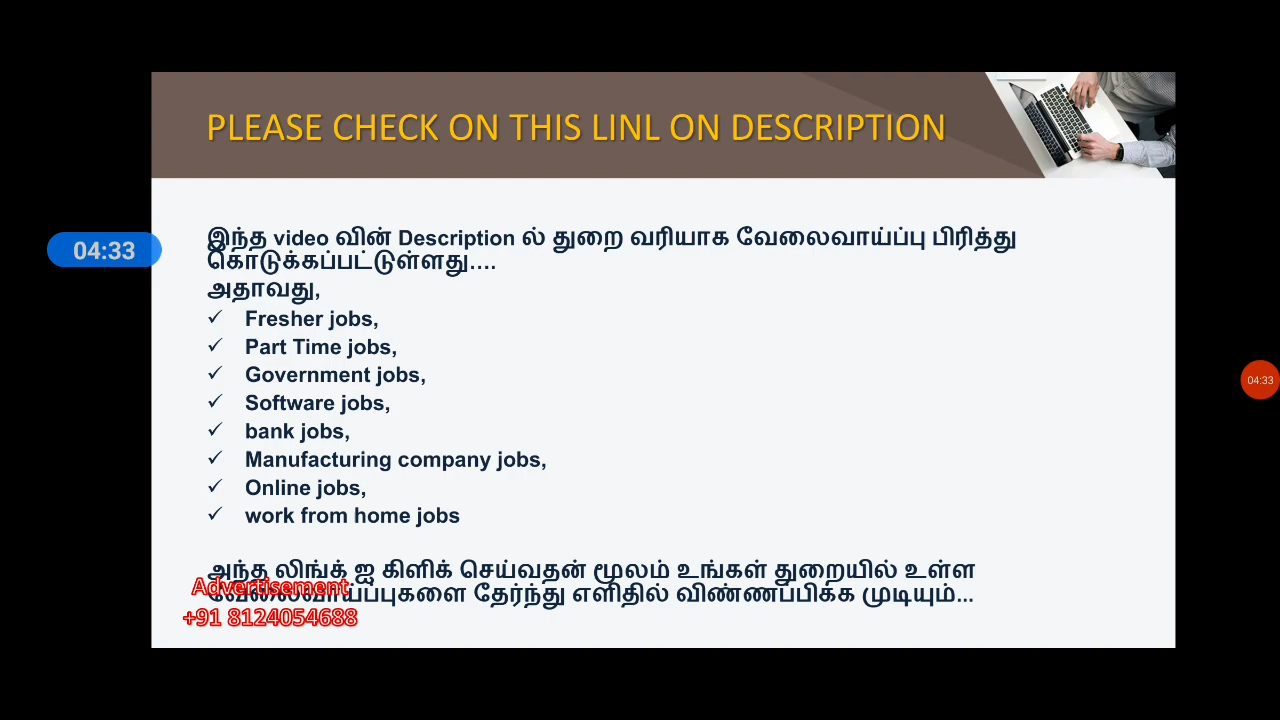 PLEASE CHECK ON THIS LINL ON DESCRIPTION
இந்த video வின் Description ல் துறை வரியாக வேலைவாய்ப்பு பிரித்து
கொடுக்கப்பட்டுள்ளது....
அதாவது,
✓ Fresher jobs,
✓ Part Time jobs,
✓ Government jobs,
✓ Software jobs,
✓ bank jobs,
✓ Manufacturing company jobs,
✓ Online jobs,
✓ work from home jobs
அந்த லிங்க் ஐ கிளிக் செய்வதன் மூலம் உங்கள் துறையில் உள்ள
வேலைவாய்ப்புகளை தேர்ந்து எளிதில் விண்ணப்பிக்க முடியும்...
Advertisement
+91 8124054688
04:33
04:33